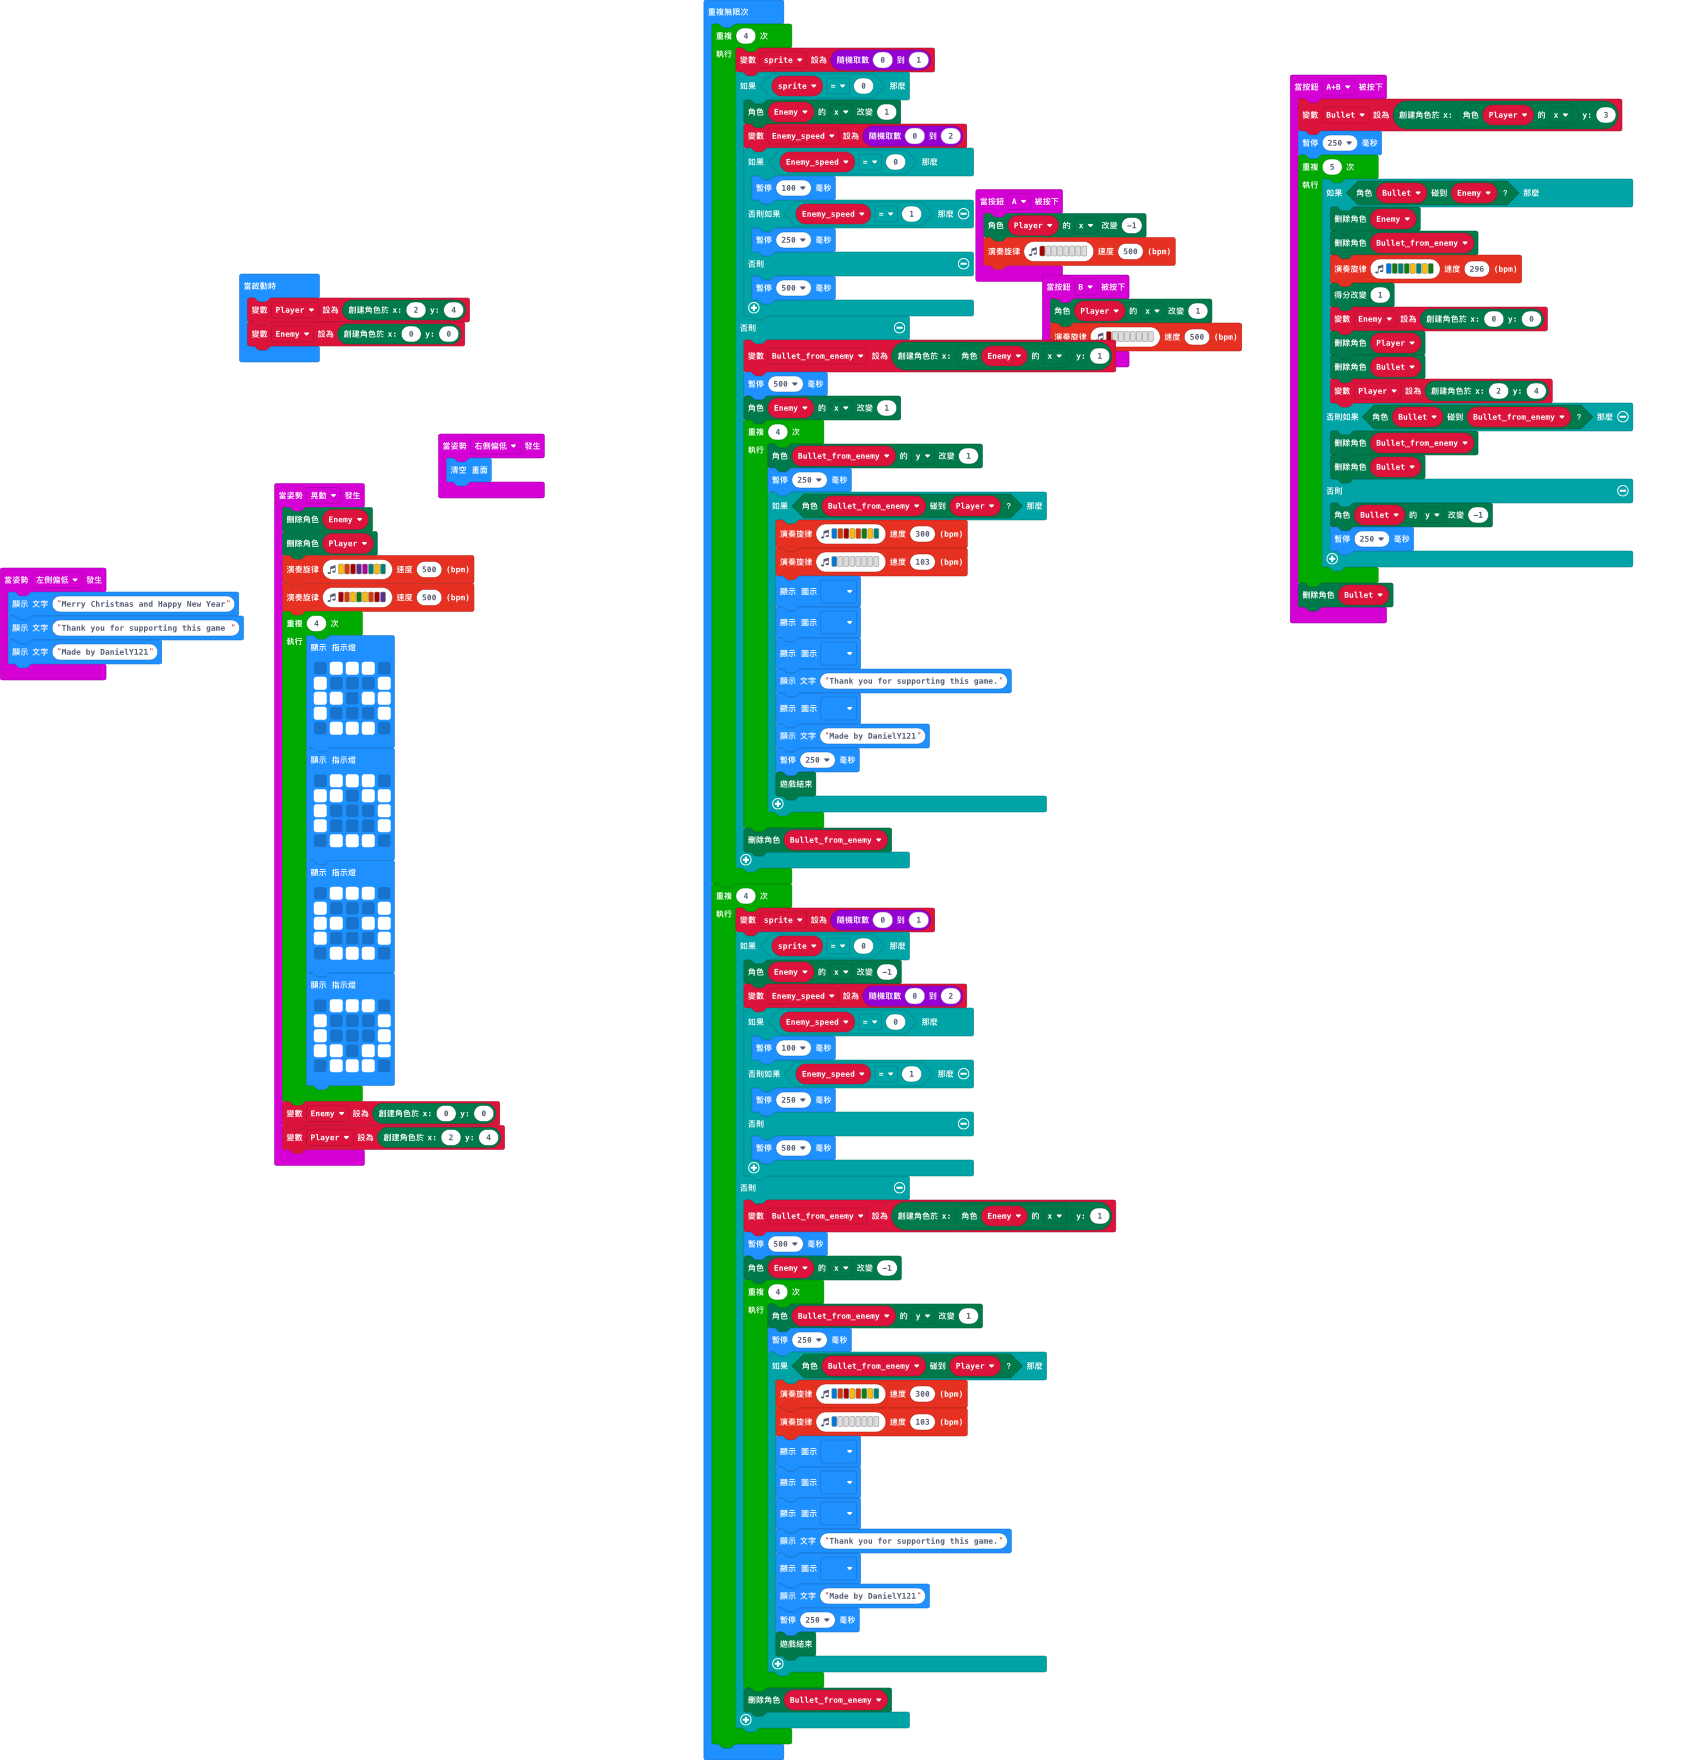 當啟動時
變數 Player 設為 創建角色於 x: 2 y: 4
變數 Enemy 設為 創建角色於 x: 0 y: 0
當姿勢 右側偏低 發生
清空 畫面
當姿勢 晃動 發生
刪除角色 Enemy
刪除角色 Player
演奏旋律 速度 500 (bpm)
演奏旋律 速度 500 (bpm)
重複 4 次
執行
顯示 指示燈
顯示 指示燈
顯示 指示燈
顯示 指示燈
變數 Enemy 設為 創建角色於 x: 0 y: 0
變數 Player 設為 創建角色於 x: 2 y: 4
當姿勢 左側偏低 發生
顯示 文字 "Merry Christmas and Happy New Year"
顯示 文字 "Thank you for supporting this game "
顯示 文字 "Made by DanielY121"
重複無限次
重複 4 次
執行
變數 sprite 設為 隨機取數 0 到 1
如果 sprite = 0 那麼
角色 Enemy 的 x 改變 1
變數 Enemy_speed 設為 隨機取數 0 到 2
如果 Enemy_speed = 0 那麼
暫停 100 毫秒
否則如果 Enemy_speed = 1 那麼
暫停 250 毫秒
否則
暫停 500 毫秒
否則
變數 Bullet_from_enemy 設為 創建角色於 x: 角色 Enemy 的 x y: 1
暫停 500 毫秒
角色 Enemy 的 x 改變 1
重複 4 次
執行
角色 Bullet_from_enemy 的 y 改變 1
暫停 250 毫秒
如果 角色 Bullet_from_enemy 碰到 Player ? 那麼
演奏旋律 速度 300 (bpm)
演奏旋律 速度 103 (bpm)
顯示 圖示
顯示 圖示
顯示 圖示
顯示 文字 "Thank you for supporting this game."
顯示 圖示
顯示 文字 "Made by DanielY121"
暫停 250 毫秒
遊戲結束
刪除角色 Bullet_from_enemy
重複 4 次
執行
變數 sprite 設為 隨機取數 0 到 1
如果 sprite = 0 那麼
角色 Enemy 的 x 改變 -1
變數 Enemy_speed 設為 隨機取數 0 到 2
如果 Enemy_speed = 0 那麼
暫停 100 毫秒
否則如果 Enemy_speed = 1 那麼
暫停 250 毫秒
否則
暫停 500 毫秒
否則
變數 Bullet_from_enemy 設為 創建角色於 x: 角色 Enemy 的 x y: 1
暫停 500 毫秒
角色 Enemy 的 x 改變 -1
重複 4 次
執行
角色 Bullet_from_enemy 的 y 改變 1
暫停 250 毫秒
如果 角色 Bullet_from_enemy 碰到 Player ? 那麼
演奏旋律 速度 300 (bpm)
演奏旋律 速度 103 (bpm)
顯示 圖示
顯示 圖示
顯示 圖示
顯示 文字 "Thank you for supporting this game."
顯示 圖示
顯示 文字 "Made by DanielY121"
暫停 250 毫秒
遊戲結束
刪除角色 Bullet_from_enemy
當按鈕 A 被按下
角色 Player 的 x 改變 -1
演奏旋律 速度 500 (bpm)
當按鈕 B 被按下
角色 Player 的 x 改變 1
演奏旋律 速度 500 (bpm)
當按鈕 A+B 被按下
變數 Bullet 設為 創建角色於 x: 角色 Player 的 x y: 3
暫停 250 毫秒
重複 5 次
執行
如果 角色 Bullet 碰到 Enemy ? 那麼
刪除角色 Enemy
刪除角色 Bullet_from_enemy
演奏旋律 速度 296 (bpm)
得分改變 1
變數 Enemy 設為 創建角色於 x: 0 y: 0
刪除角色 Player
刪除角色 Bullet
變數 Player 設為 創建角色於 x: 2 y: 4
否則如果 角色 Bullet 碰到 Bullet_from_enemy ? 那麼
刪除角色 Bullet_from_enemy
刪除角色 Bullet
否則
角色 Bullet 的 y 改變 -1
暫停 250 毫秒
刪除角色 Bullet